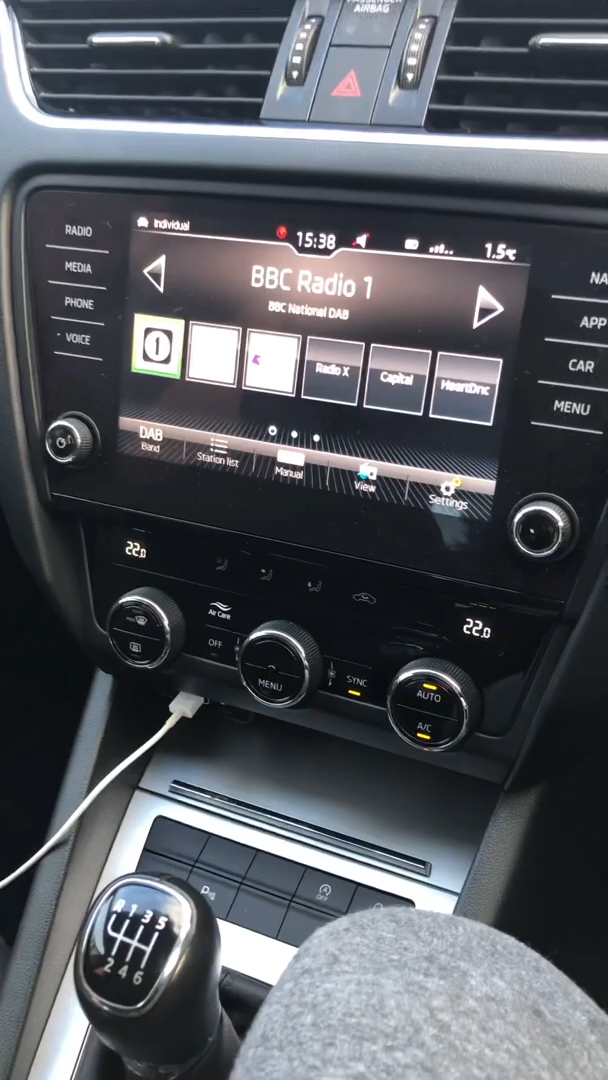 PASSENGER
AIRBAG
RADIO
MEDIA
PHONE
VOICE
Individual
15:38
1.5°C
BBC Radio 1
BBC National DAB
1
Radio X
Capital
HeartDnc
DAB
Band
Station list
Manual
View
Settings
NA
APP
CAR
MENU
22.0
22.0
Air Care
OFF
MENU
SYNC
AUTO
A/C
OFF
R 1 3 5
2 4 6